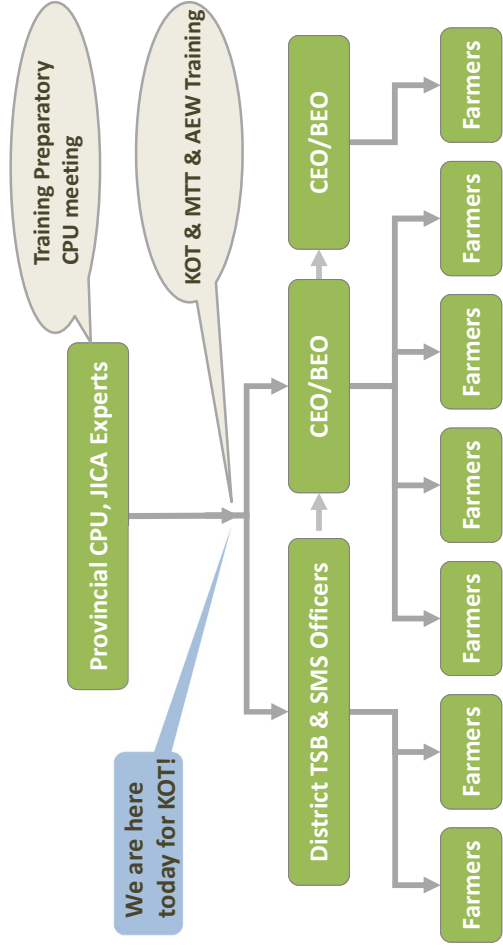 Training Preparatory
CPU meeting
Provincial CPU, JICA Experts
KOT & MTT & AEW Training
We are here
today for KOT!
District TSB & SMS Officers
CEO/BEO
CEO/BEO
Farmers
Farmers
Farmers
Farmers
Farmers
Farmers
Farmers